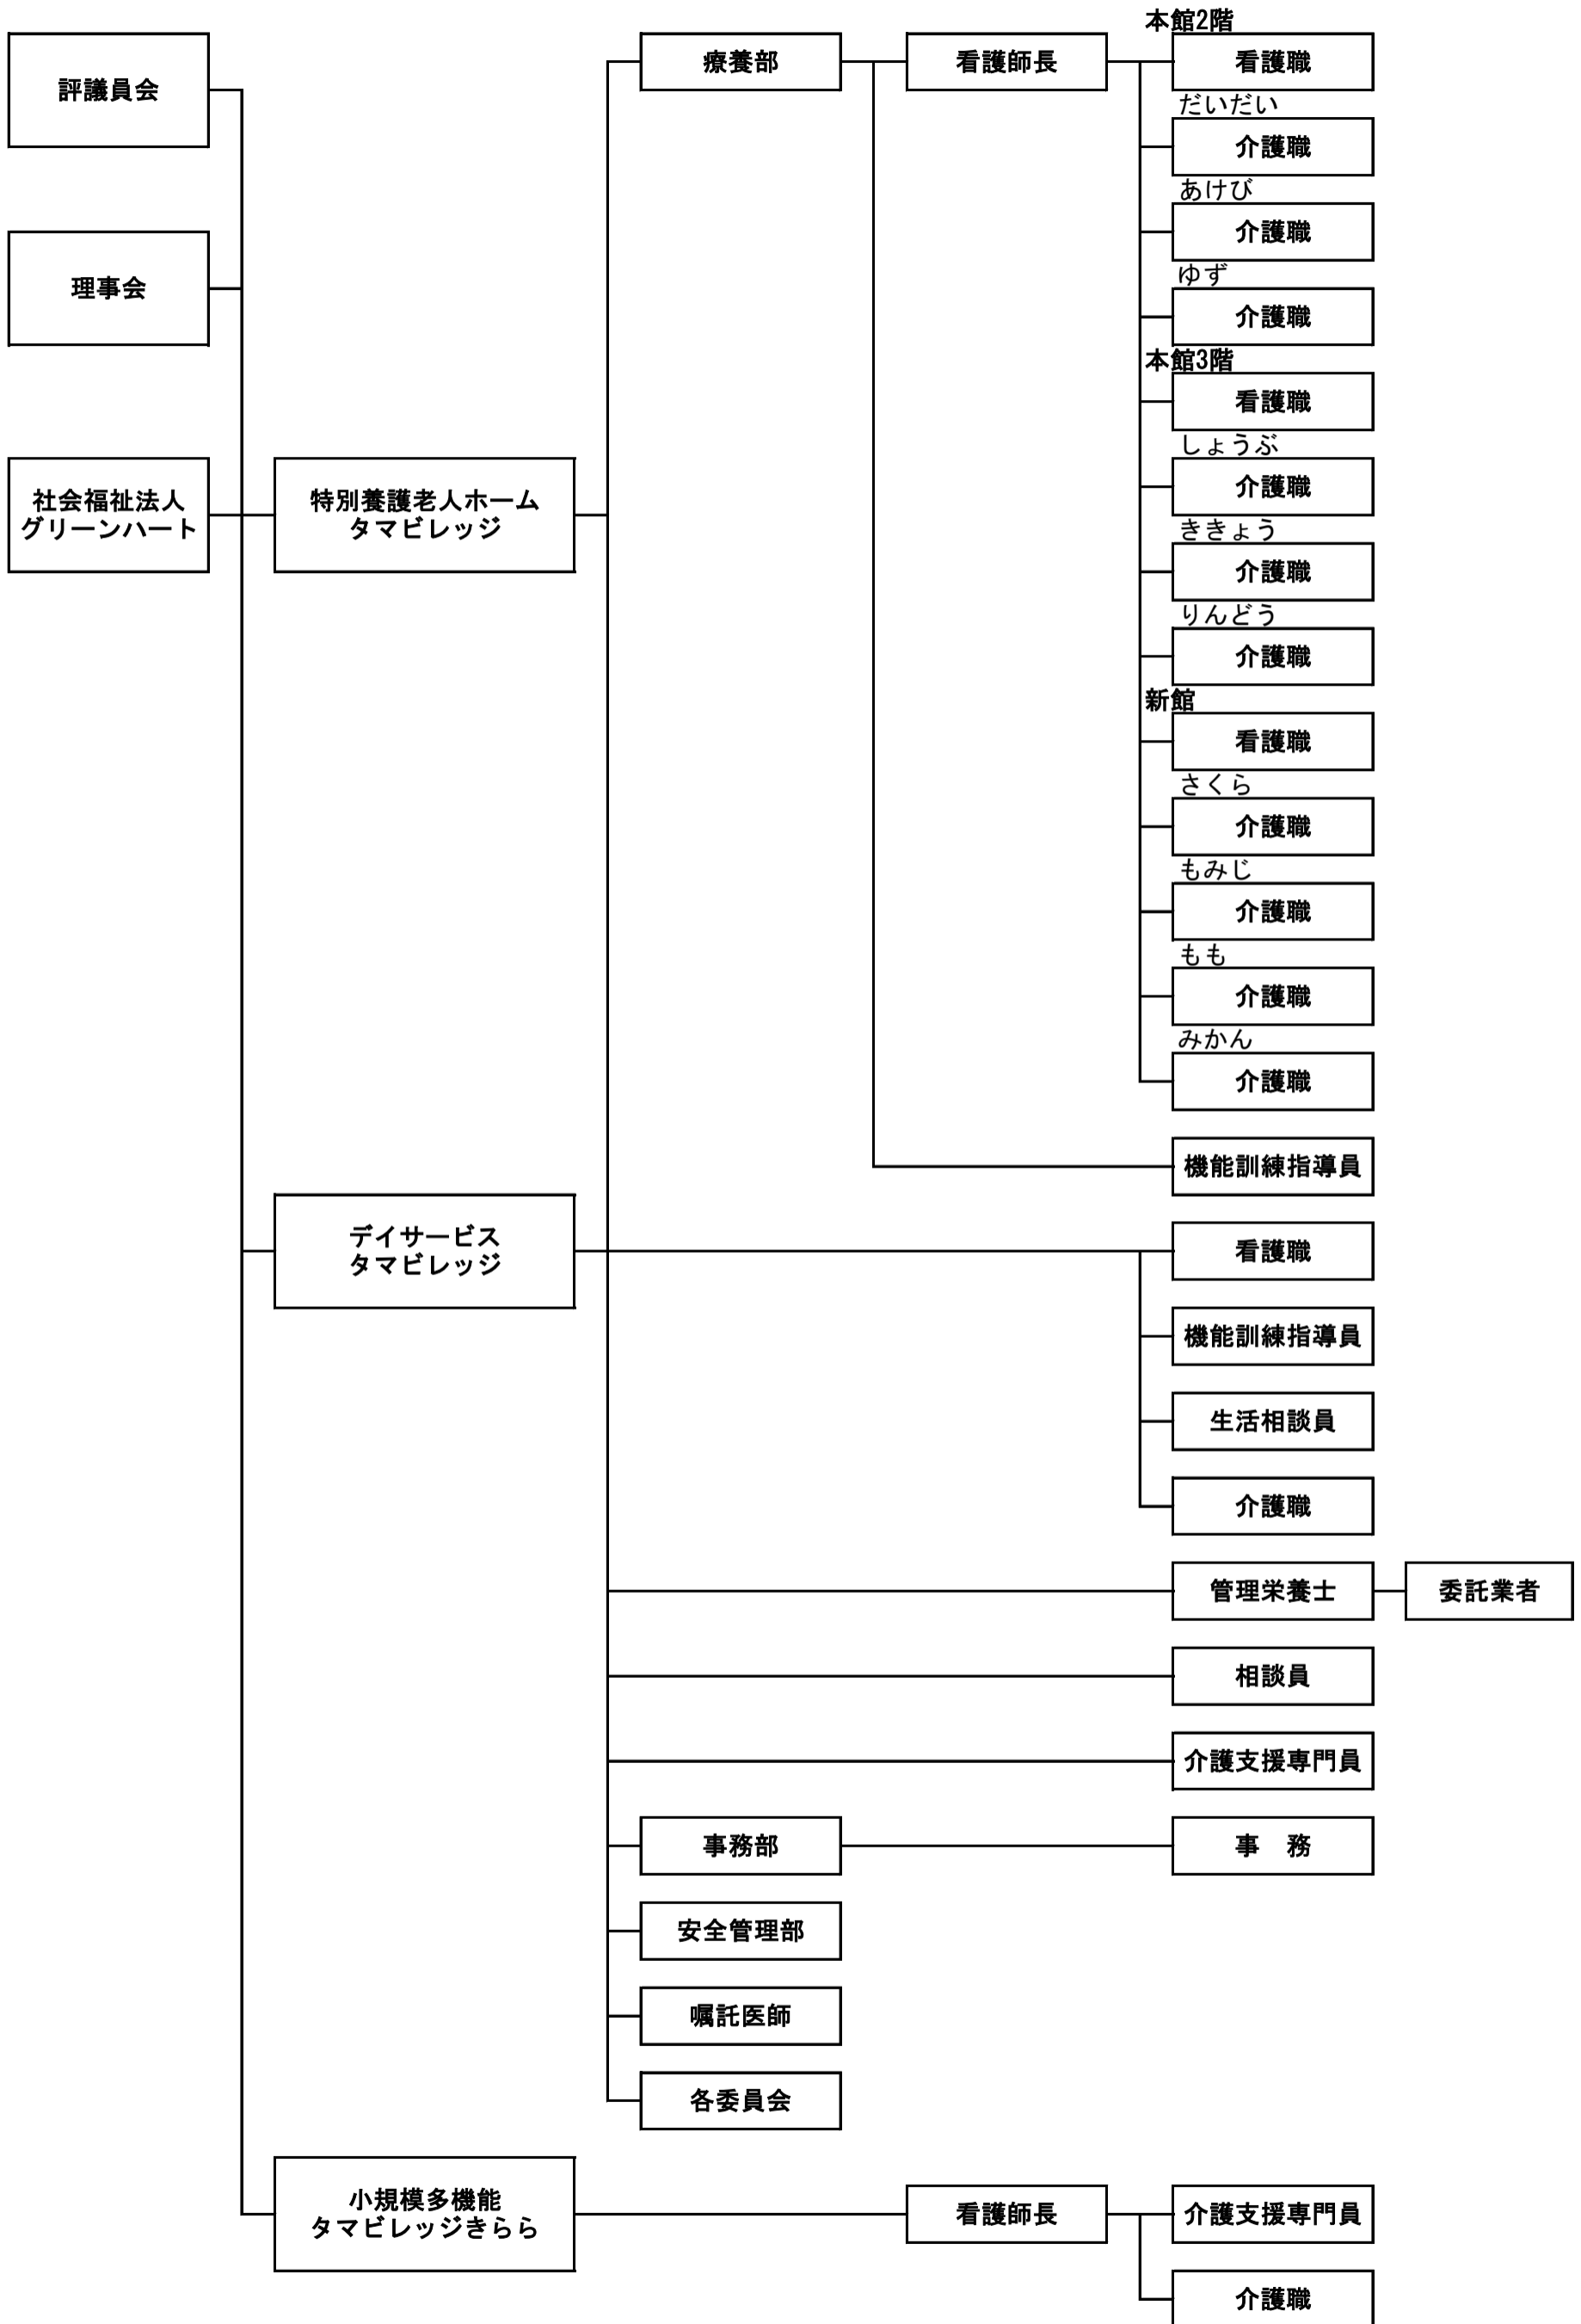 本館2階
評議員会
療養部
看護師長
看護職
だいだい
介護職
あけび
介護職
理事会
ゆず
介護職
本館3階
看護職
しょうぶ
介護職
社会福祉法人
グリーンハート
特別養護老人ホーム
タマビレッジ
ききょう
介護職
りんどう
介護職
新館
看護職
さくら
介護職
もみじ
介護職
もも
介護職
みかん
介護職
機能訓練指導員
デイサービス
タマビレッジ
看護職
機能訓練指導員
生活相談員
介護職
管理栄養士
委託業者
相談員
介護支援専門員
事務部
事　務
安全管理部
嘱託医師
各委員会
小規模多機能
タマビレッジきらら
看護師長
介護支援専門員
介護職